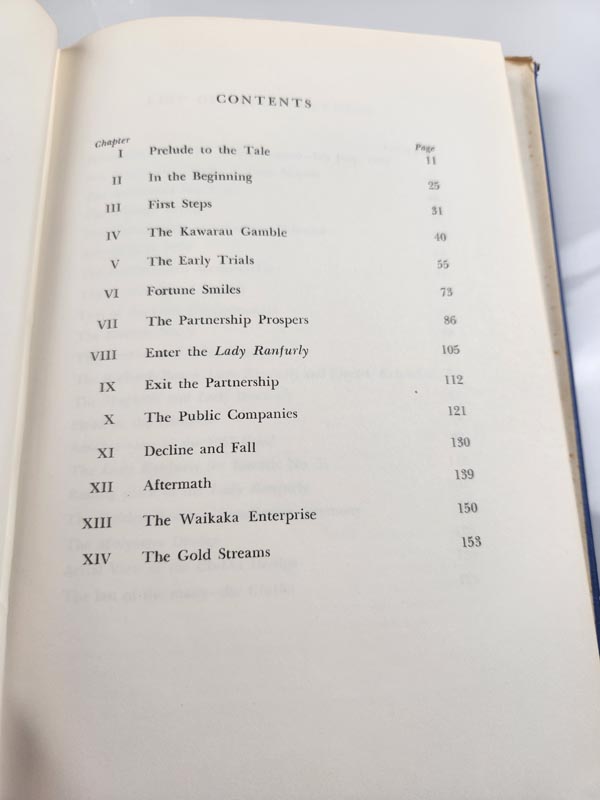 CONTENTS
Chapter Page
I Prelude to the Tale 11
II In the Beginning 25
III First Steps 31
IV The Kawarau Gamble 40
V The Early Trials 55
VI Fortune Smiles 73
VII The Partnership Prospers 86
VIII Enter the Lady Ranfurly 105
IX Exit the Partnership 112
X The Public Companies 121
XI Decline and Fall 130
XII Aftermath 139
XIII The Waikaka Enterprise 150
XIV The Gold Streams 153